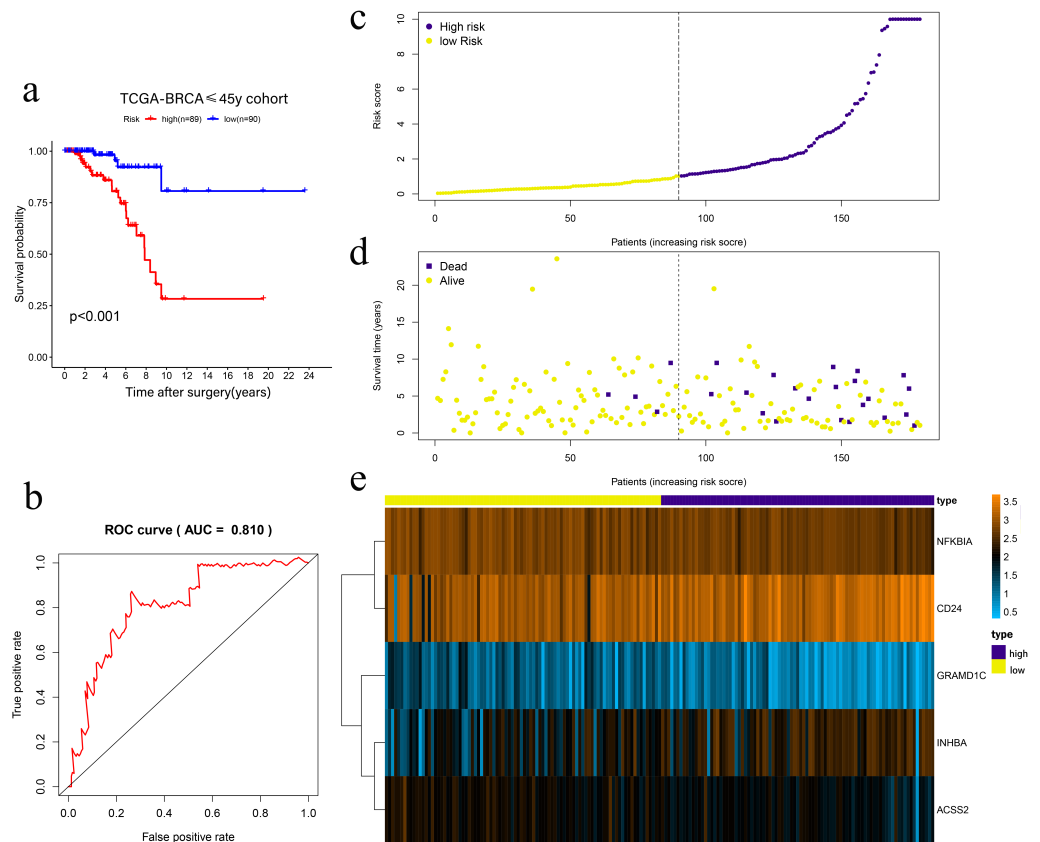 a
TCGA-BRCA≤45y cohort
Risk high(n=89) low(n=90)
Survival probability
1.00
0.75
0.50
0.25
0.00
p<0.001
0 2 4 6 8 10 12 14 16 18 20 22 24
Time after surgery(years)
b
ROC curve ( AUC = 0.810 )
True positive rate
1.0
0.8
0.6
0.4
0.2
0.0
0.0 0.2 0.4 0.6 0.8 1.0
False positive rate
c
High risk
low Risk
Risk score
10
8
6
4
2
0
0 50 100 150
Patients (increasing risk socre)
d
Dead
Alive
Survival time (years)
20
15
10
5
0
0 50 100 150
Patients (increasing risk socre)
e
type
NFKBIA
CD24
GRAMD1C
INHBA
ACSS2
3.5
3
2.5
2
1.5
1
0.5
type
high
low